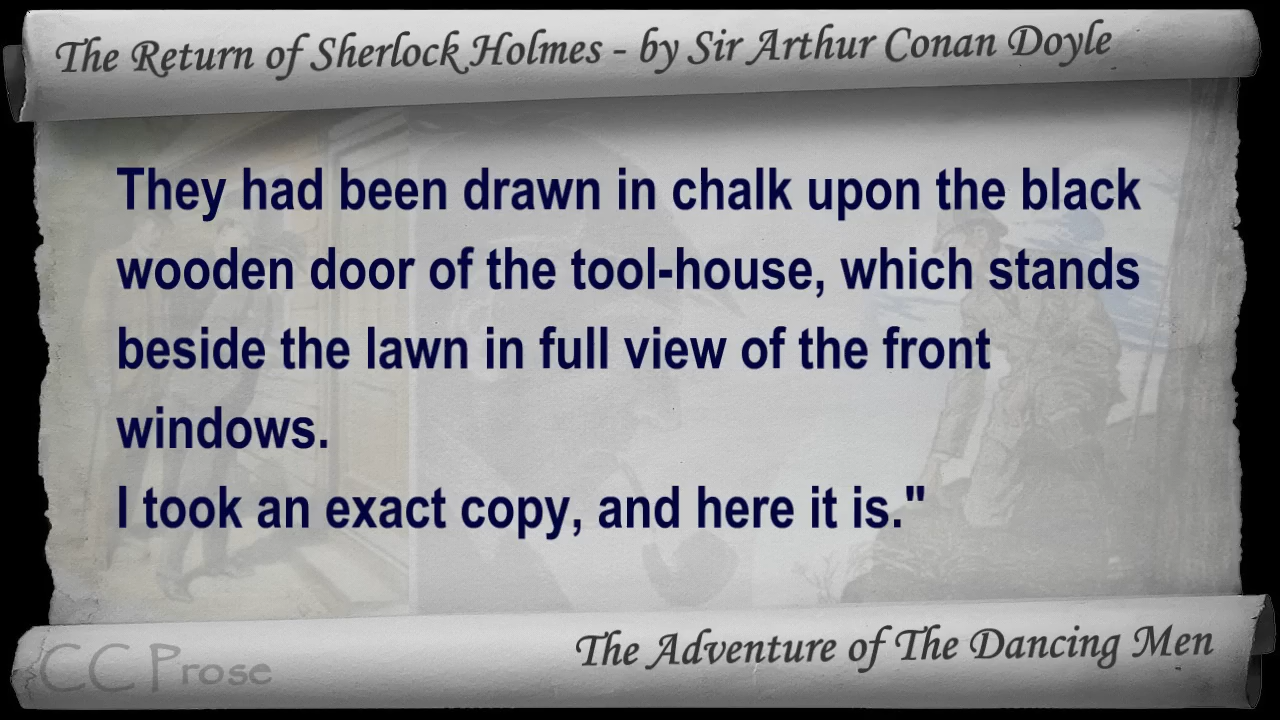 The Return of Sherlock Holmes - by Sir Arthur Conan Doyle
They had been drawn in chalk upon the black
wooden door of the tool-house, which stands
beside the lawn in full view of the front
windows.
I took an exact copy, and here it is."
The Adventure of The Dancing Men
CC Prose